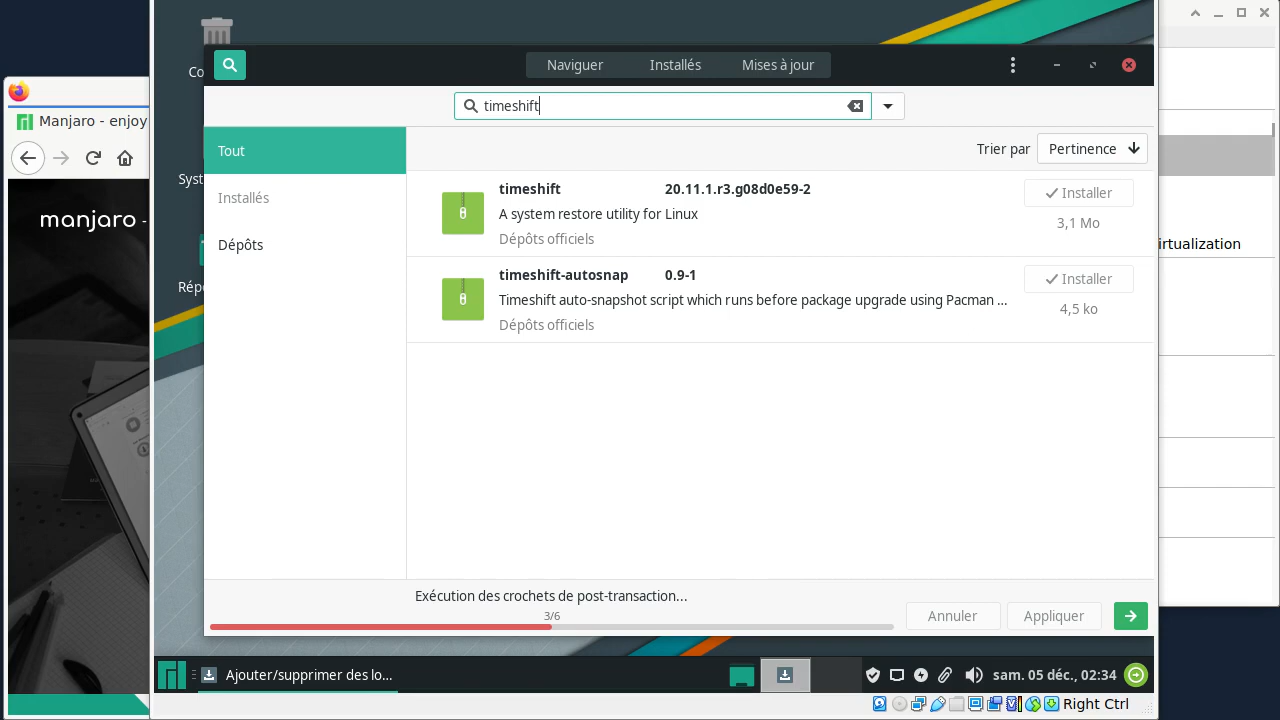 Manjaro - enjoy
manjaro -
Co
Syst
Répe
Naviguer Installés Mises à jour
timeshift
Tout
Installés
Dépôts
Trier par Pertinence
timeshift 20.11.1.r3.g08d0e59-2
Installer
A system restore utility for Linux
3,1 Mo
Dépôts officiels
timeshift-autosnap 0.9-1
Installer
Timeshift auto-snapshot script which runs before package upgrade using Pacman ...
4,5 ko
Dépôts officiels
Exécution des crochets de post-transaction...
3/6
Annuler Appliquer
irtualization
Ajouter/supprimer des lo...
sam. 05 déc., 02:34
Right Ctrl